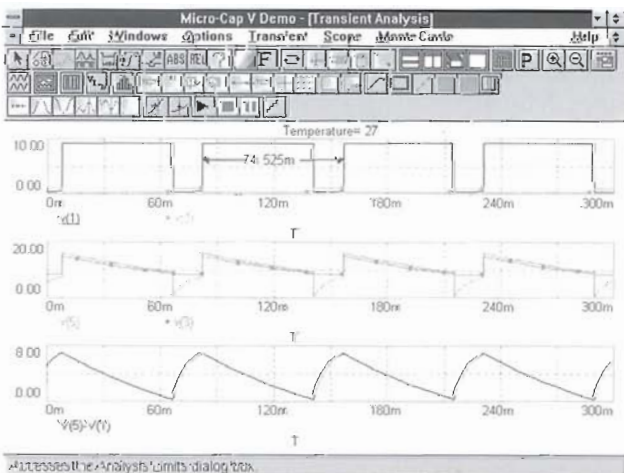 Micro-Cap V Demo - [Transient Analysis]
File Edit Windows Options Transient Scope Monte Carlo Help
ABS REL F P
Temperature= 27
10.00
74.525m
0.00
0m 60m 120m 180m 240m 300m
v(1)
T
20.00
0.00
0m 60m 120m 180m 240m 300m
v(5) v(3)
T
8.00
0.00
0m 60m 120m 180m 240m 300m
V(5)-V(1)
T
Accesses the Analysis Limits dialog box.